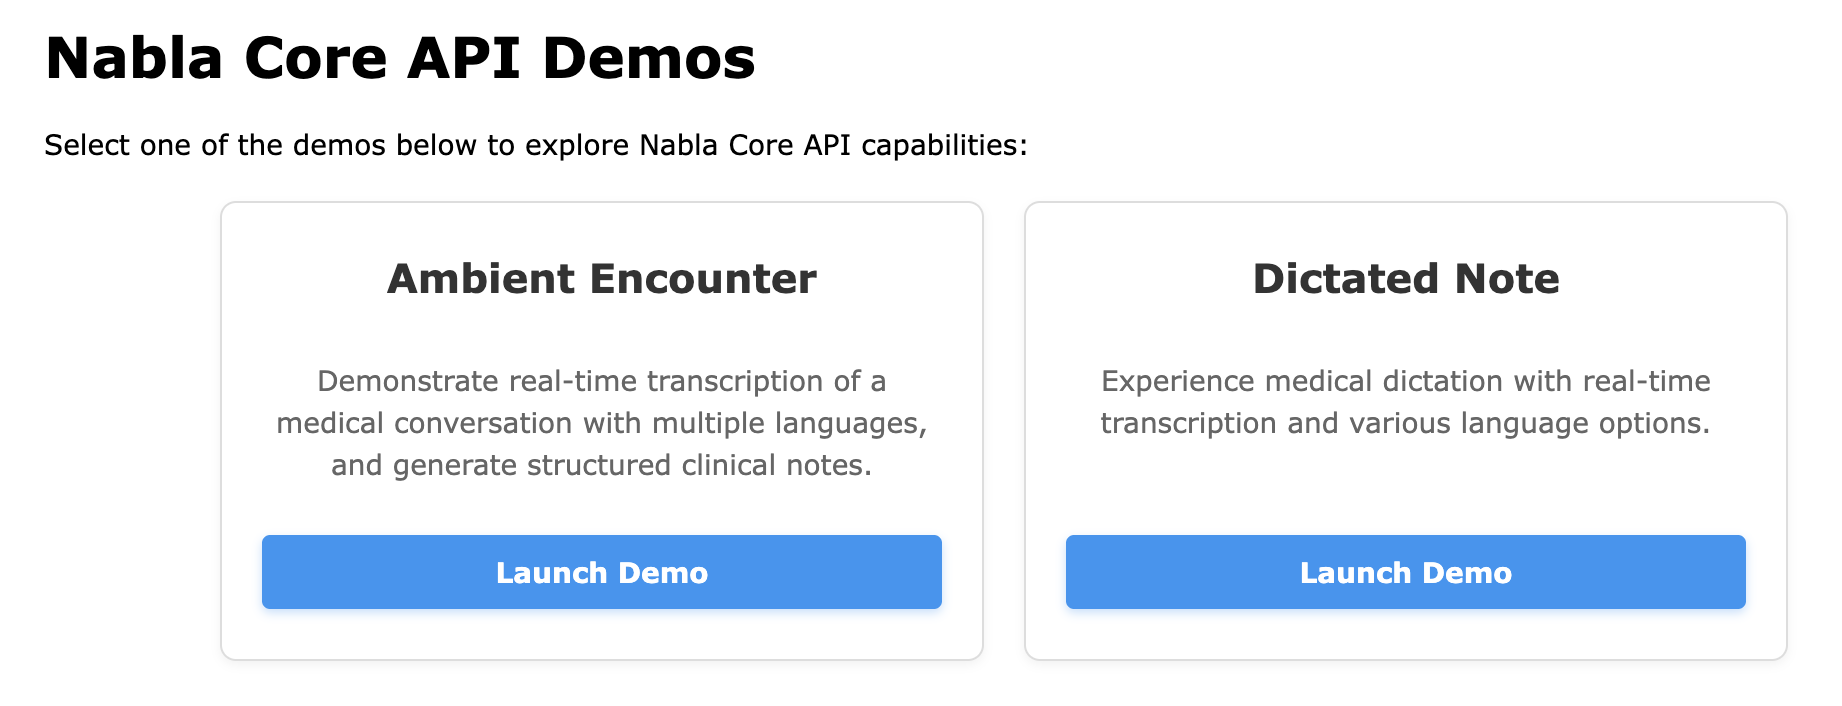 Nabla Core API Demos
Select one of the demos below to explore Nabla Core API capabilities:
Ambient Encounter
Demonstrate real-time transcription of a
medical conversation with multiple languages,
and generate structured clinical notes.
Launch Demo
Dictated Note
Experience medical dictation with real-time
transcription and various language options.
Launch Demo